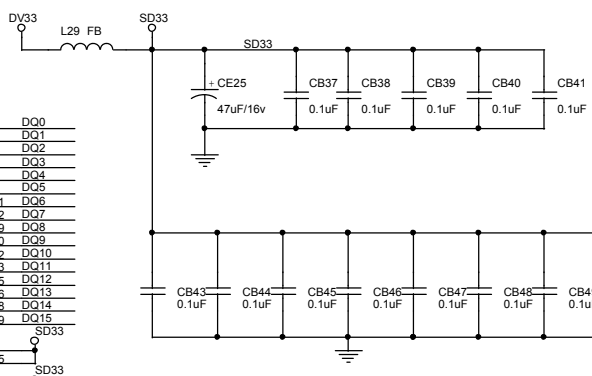 DV33 SD33
L29 FB
SD33
+ CE25 CB37 CB38 CB39 CB40 CB41
47uF/16v 0.1uF 0.1uF 0.1uF 0.1uF 0.1uF
DQ0
DQ1
DQ2
DQ3
DQ4
DQ5
DQ6
DQ7
DQ8
DQ9
DQ10
DQ11
DQ12
DQ13
DQ14
DQ15
CB43 CB44 CB45 CB46 CB47 CB48
0.1uF 0.1uF 0.1uF 0.1uF 0.1uF 0.1uF
SD33
SD33